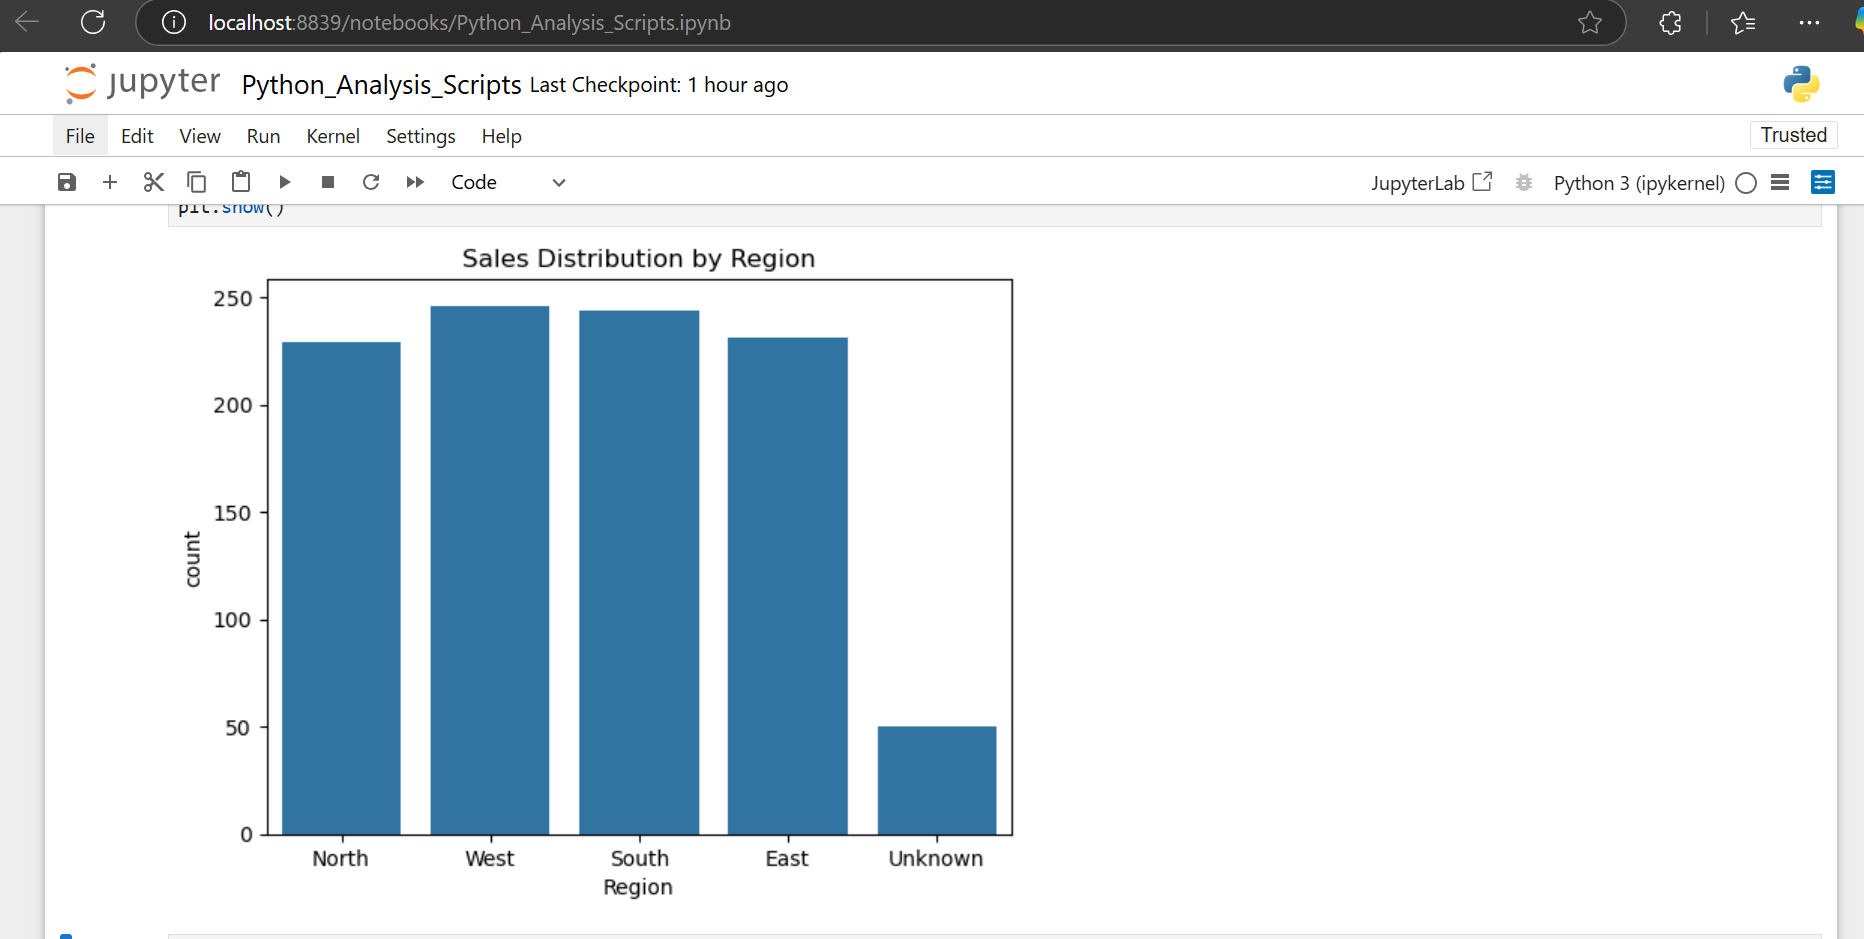 localhost:8839/notebooks/Python_Analysis_Scripts.ipynb
jupyter Python_Analysis_Scripts Last Checkpoint: 1 hour ago
File Edit View Run Kernel Settings Help Trusted
Code JupyterLab Python 3 (ipykernel)
plt.show()
Sales Distribution by Region
250
200
150
100
50
0
count
North West South East Unknown
Region